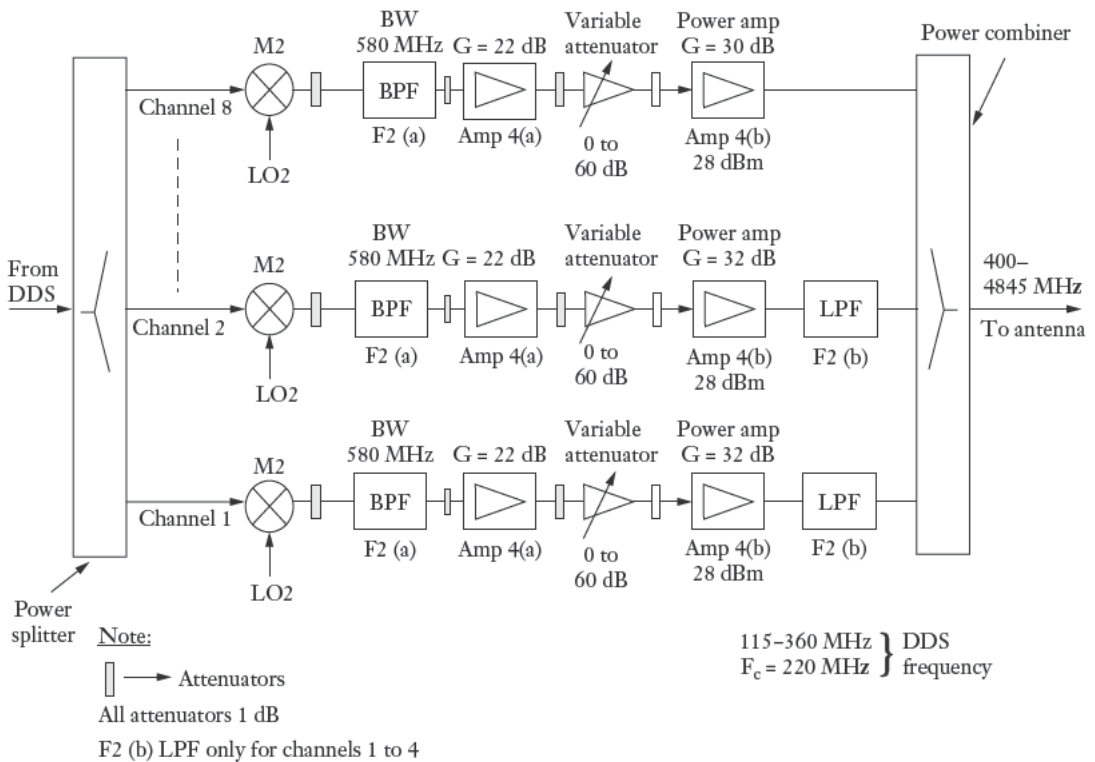 BW
580 MHz
G = 22 dB
Variable
attenuator
Power amp
G = 30 dB
Power combiner
M2
BPF
Channel 8
F2 (a)
Amp 4(a)
0 to
60 dB
Amp 4(b)
28 dBm
LO2
BW
580 MHz
G = 22 dB
Variable
attenuator
Power amp
G = 32 dB
From
DDS
M2
BPF
LPF
400–
4845 MHz
To antenna
Channel 2
F2 (a)
Amp 4(a)
0 to
60 dB
Amp 4(b)
28 dBm
F2 (b)
LO2
BW
580 MHz
G = 22 dB
Variable
attenuator
Power amp
G = 32 dB
M2
BPF
LPF
Channel 1
F2 (a)
Amp 4(a)
0 to
60 dB
Amp 4(b)
28 dBm
F2 (b)
LO2
Power
splitter
Note:
Attenuators
All attenuators 1 dB
F2 (b) LPF only for channels 1 to 4
115–360 MHz
Fc = 220 MHz
DDS
frequency